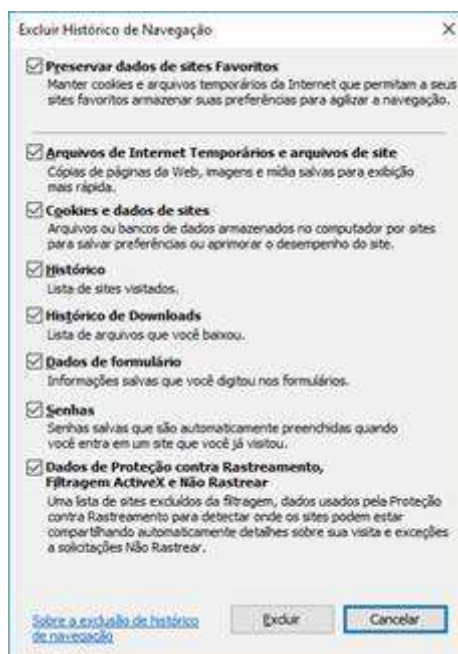 Excluir Histórico de Navegação
Preservar dados de sites Favoritos
Manter cookies e arquivos temporários da Internet que permitam a seus
sites favoritos armazenar suas preferências para agilizar a navegação.
Arquivos de Internet Temporários e arquivos de site
Cópias de páginas da Web, imagens e mídia salvas para exibição
mais rápida.
Cookies e dados de sites
Arquivos ou bancos de dados armazenados no computador por sites
para salvar preferências ou aprimorar o desempenho do site.
Histórico
Lista de sites visitados.
Histórico de Downloads
Lista de arquivos que você baixou.
Dados de formulário
Informações salvas que você digitou nos formulários.
Senhas
Senhas salvas que são automaticamente preenchidas quando
você entra em um site que você já visitou.
Dados de Proteção contra Rastreamento,
Filtragem ActiveX e Não Rastrear
Uma lista de sites excluídos da filtragem, dados usados pela Proteção
contra Rastreamento para detectar onde os sites podem estar
compartilhando automaticamente detalhes sobre sua visita e exceções
a solicitações Não Rastrear.
Sobre a exclusão de histórico
de navegação
Excluir
Cancelar